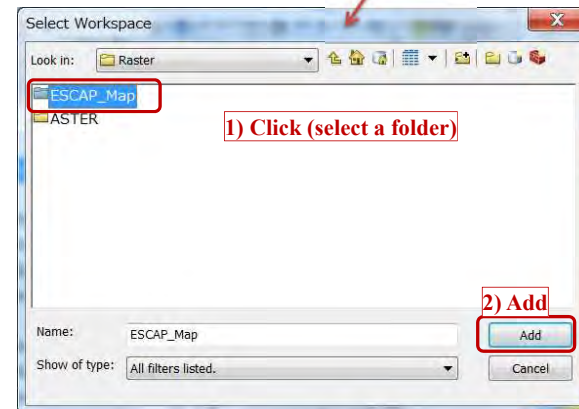 Select Workspace
Look in: Raster
ESCAP_Map
ASTER
1) Click (select a folder)
2) Add
Name: ESCAP_Map Add
Show of type: All filters listed. Cancel